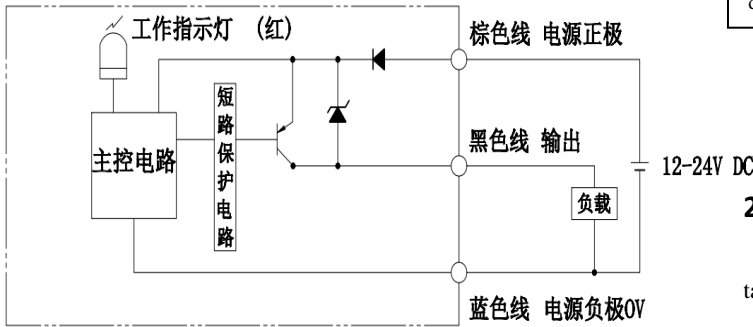 工作指示灯 (红)
棕色线 电源正极
短路保护电路
主控电路
黑色线 输出
12-24V DC
负载
蓝色线 电源负极0V